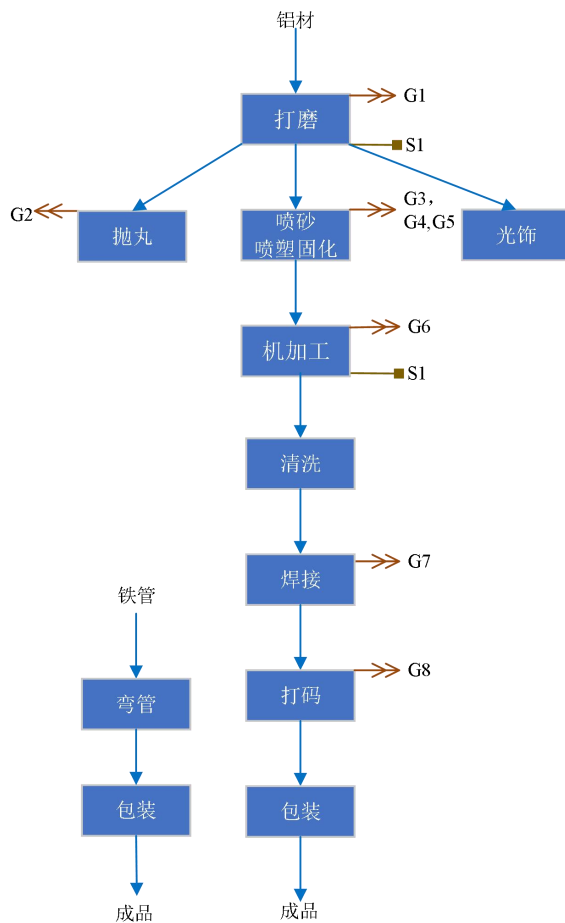 铝材
打磨
G1
S1
G2
抛丸
喷砂
喷塑固化
G3，
G4,G5
光饰
机加工
G6
S1
清洗
焊接
G7
铁管
弯管
打码
G8
包装
包装
成品
成品